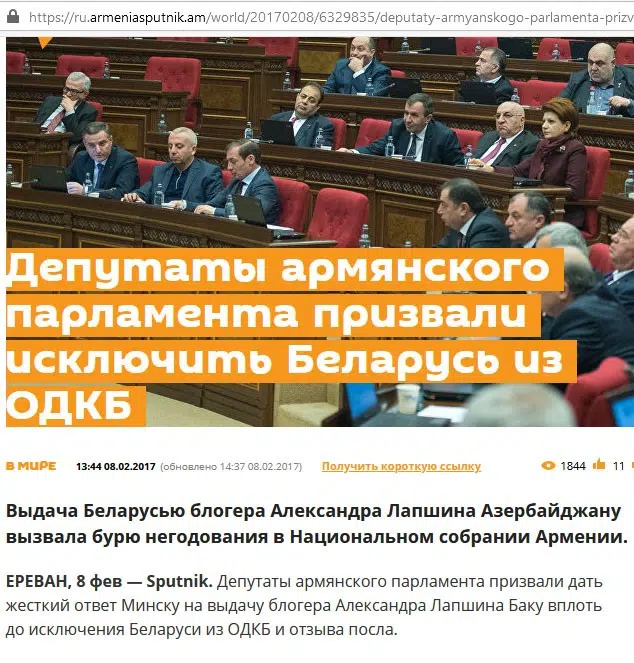 https://ru.armeniasputnik.am/world/20170208/6329835/deputaty-armyanskogo-parlamenta-prizv
Депутаты армянского
парламента призвали
исключить Беларусь из
ОДКБ
В МИРЕ 13:44 08.02.2017 (обновлено 14:37 08.02.2017) Получить короткую ссылку 1844 11
Выдача Беларусью блогера Александра Лапшина Азербайджану
вызвала бурю негодования в Национальном собрании Армении.
ЕРЕВАН, 8 фев — Sputnik. Депутаты армянского парламента призвали дать
жесткий ответ Минску на выдачу блогера Александра Лапшина Баку вплоть
до исключения Беларуси из ОДКБ и отзыва посла.